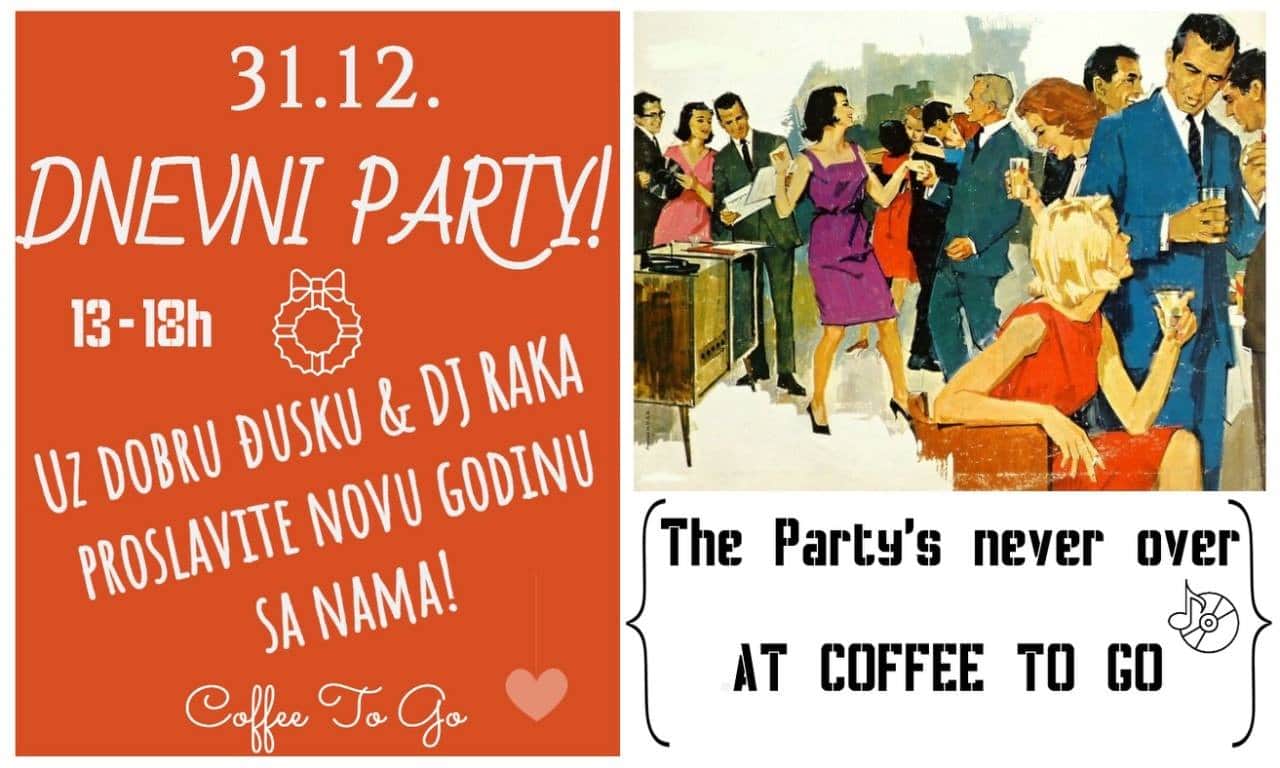 31.12.
DNEVNI PARTY!
13-18h
UZ DOBRU ĐUSKU & DJ RAKA
PROSLAVITE NOVU GODINU
SA NAMA!
Coffee To Go
The Party's never over
AT COFFEE TO GO